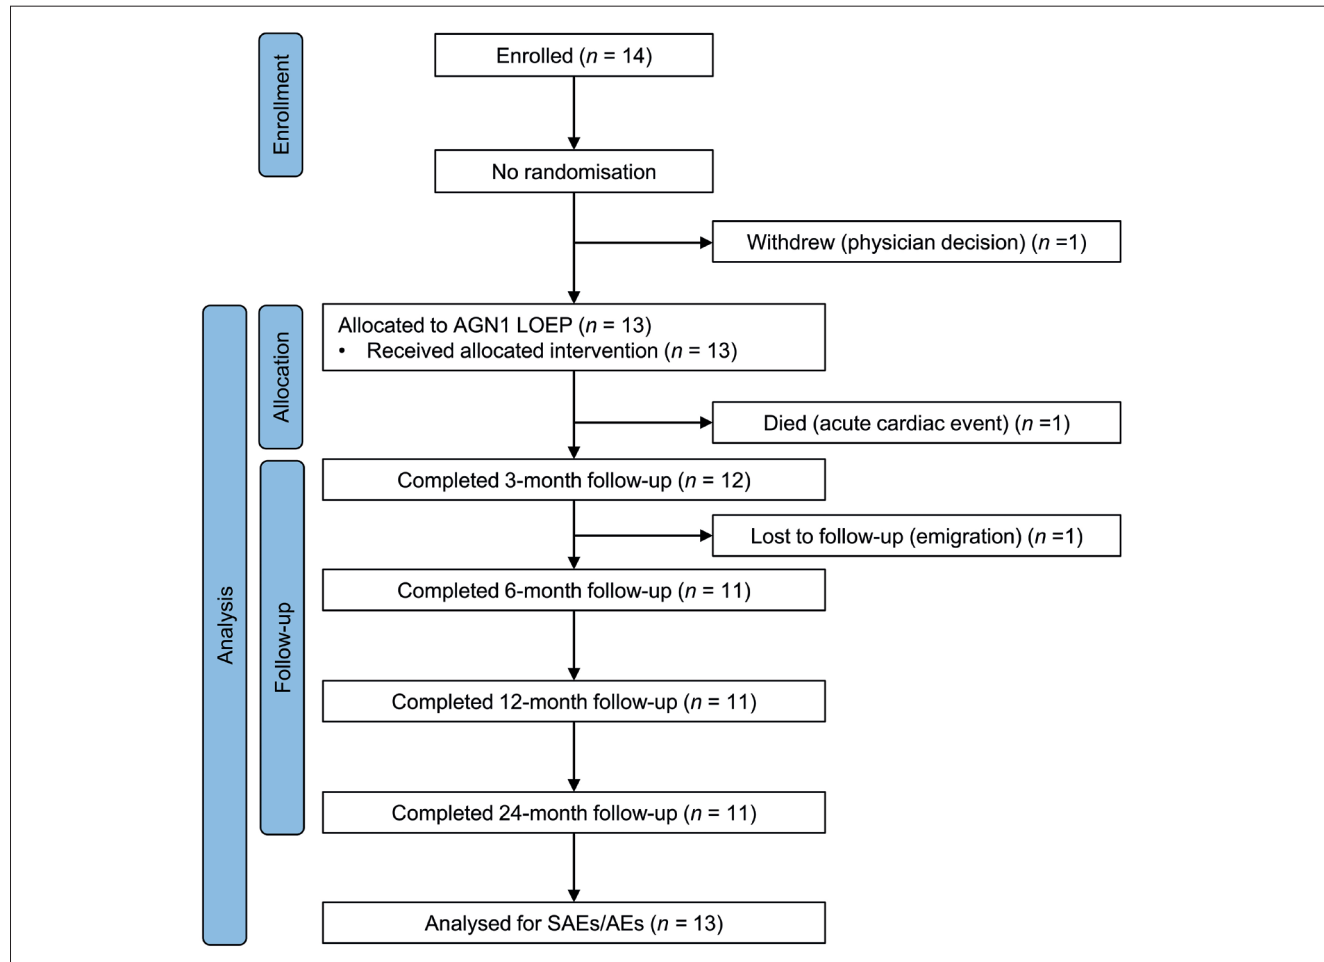 Enrollment
Enrolled (n = 14)
No randomisation
Withdrew (physician decision) (n =1)
Analysis
Allocation
Allocated to AGN1 LOEP (n = 13)
• Received allocated intervention (n = 13)
Died (acute cardiac event) (n =1)
Follow-up
Completed 3-month follow-up (n = 12)
Lost to follow-up (emigration) (n =1)
Completed 6-month follow-up (n = 11)
Completed 12-month follow-up (n = 11)
Completed 24-month follow-up (n = 11)
Analysed for SAEs/AEs (n = 13)